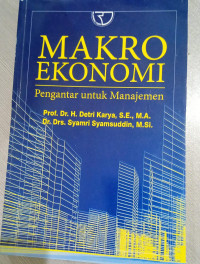 MAKRO
EKONOMI
Pengantar untuk Manajemen
Prof. Dr. H. Detri Karya, S.E., M.A.
Dr. Drs. Syamri Syamsuddin, M.Si.